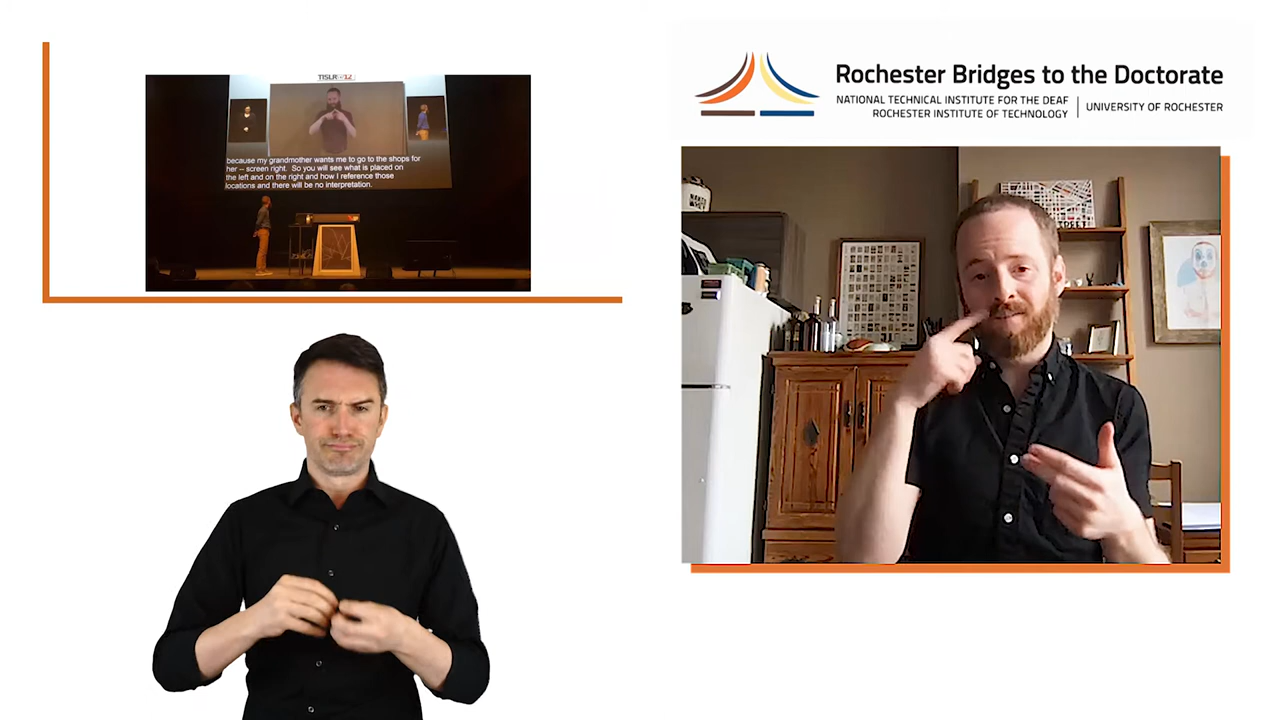 TISLR 12
because my grandmother wants me to go to the shops for
her – screen right. So you will see what is placed on
the left and on the right and how I reference those
locations and there will be no interpretation.
Rochester Bridges to the Doctorate
NATIONAL TECHNICAL INSTITUTE FOR THE DEAF
ROCHESTER INSTITUTE OF TECHNOLOGY
UNIVERSITY OF ROCHESTER